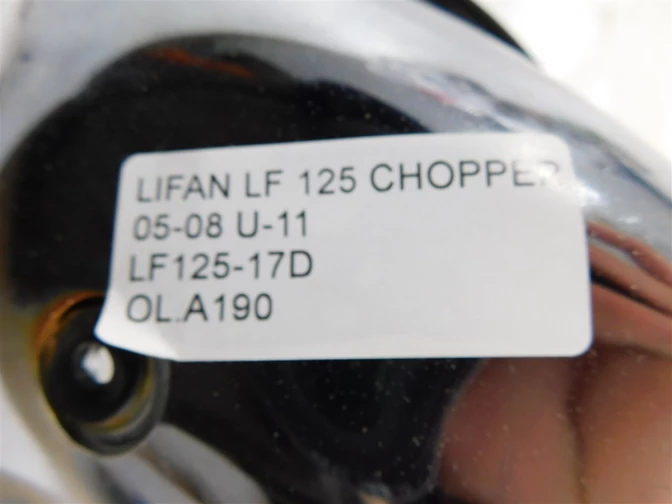 LIFAN LF 125 CHOPPER
05-08 U-11
LF125-17D
OL.A190